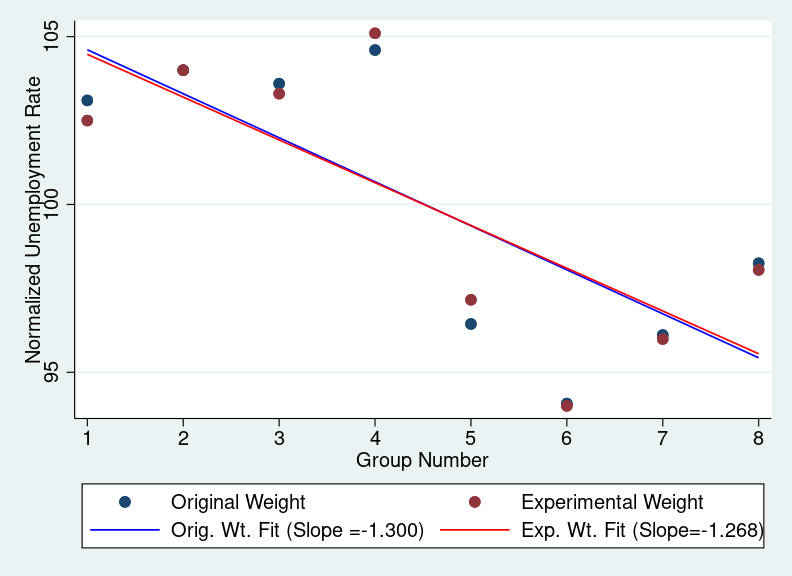 Normalized Unemployment Rate
105
100
95
1 2 3 4 5 6 7 8
Group Number
Original Weight Experimental Weight
Orig. Wt. Fit (Slope =-1.300) Exp. Wt. Fit (Slope=-1.268)